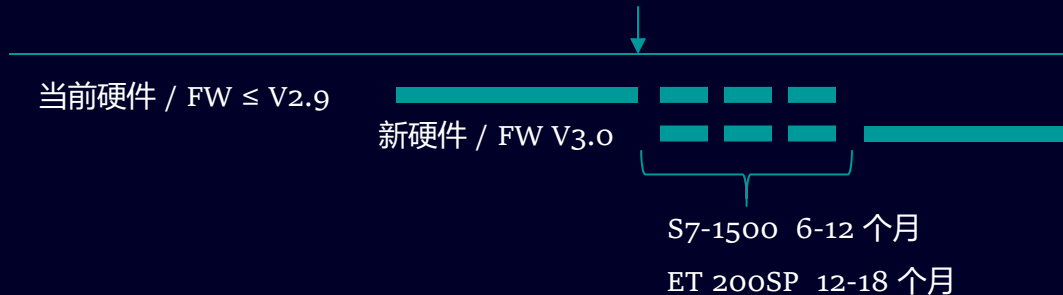 当前硬件 / FW ≤ V2.9
新硬件 / FW V3.0
S7-1500 6-12 个月
ET 200SP 12-18 个月